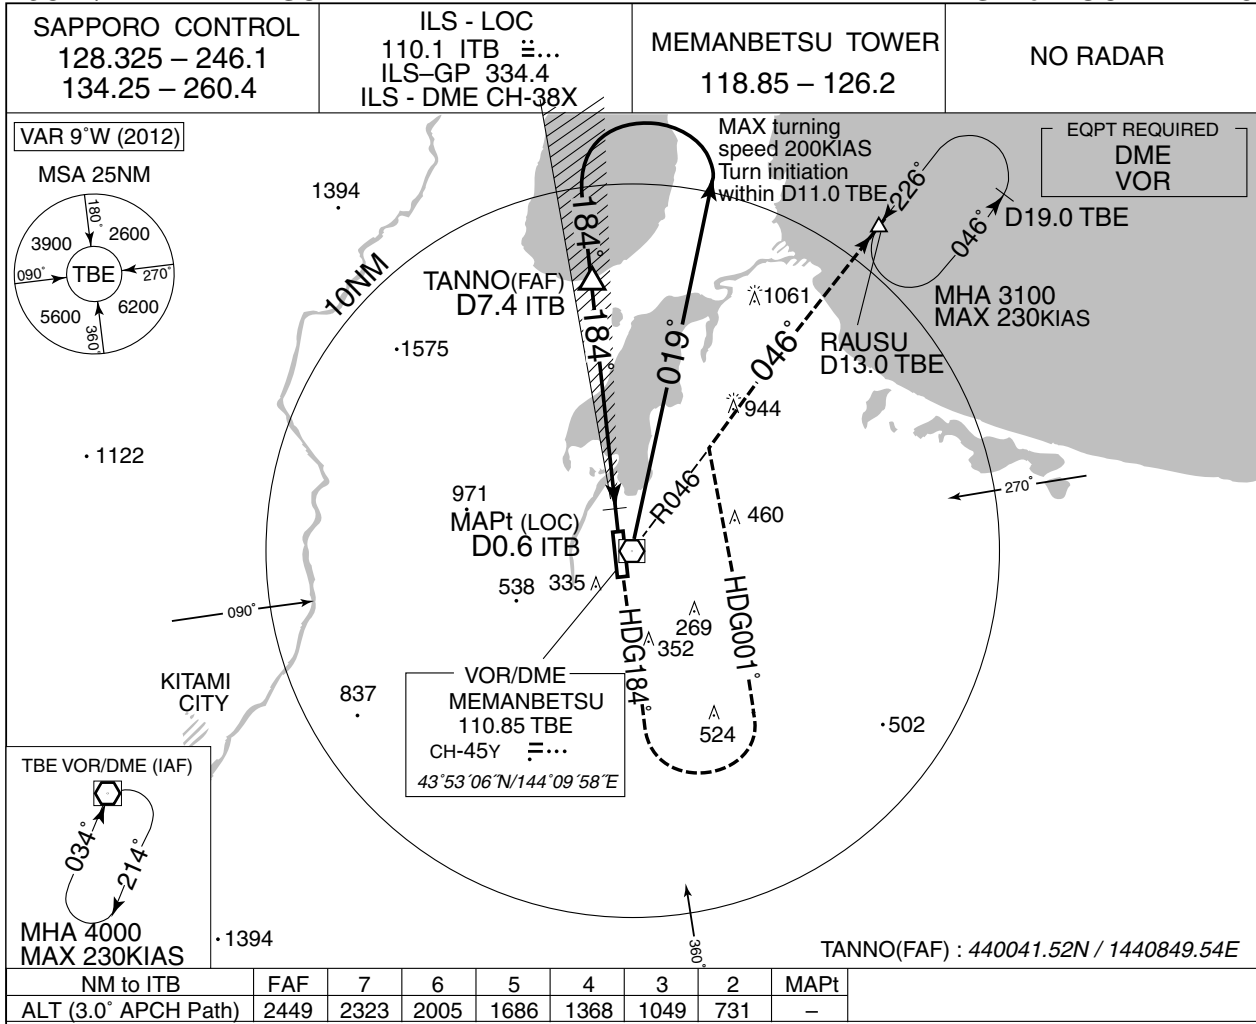 SAPPORO CONTROL
128.325 – 246.1
134.25 – 260.4
ILS - LOC
110.1 ITB
ILS–GP 334.4
ILS - DME CH-38X
MEMANBETSU TOWER
118.85 – 126.2
NO RADAR
VAR 9°W (2012)
MSA 25NM
180°
3900
2600
090°
TBE
270°
5600
6200
360°
1394
10NM
MAX turning
speed 200KIAS
Turn initiation
within D11.0 TBE
EQPT REQUIRED
DME
VOR
226°
046°
D19.0 TBE
184°
TANNO(FAF)
D7.4 ITB
184°
019°
1061
MHA 3100
MAX 230KIAS
RAUSU
D13.0 TBE
046°
1575
944
1122
971
MAPt (LOC)
D0.6 ITB
R046
460
270°
538
335
090°
HDG184°
352
269
HDG001°
VOR/DME
MEMANBETSU
110.85 TBE
CH-45Y
43°53´06˝N/144°09´58˝E
KITAMI
CITY
837
524
502
TBE VOR/DME (IAF)
034°
214°
MHA 4000
MAX 230KIAS
1394
360°
TANNO(FAF) : 440041.52N / 1440849.54E
NM to ITB FAF 7 6 5 4 3 2 MAPt
ALT (3.0° APCH Path) 2449 2323 2005 1686 1368 1049 731 –